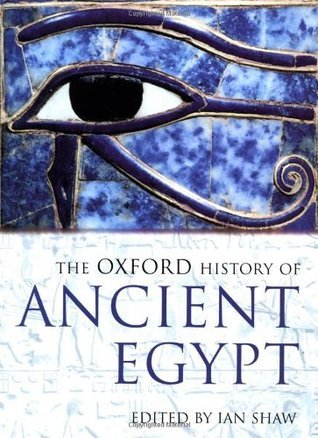 THE OXFORD HISTORY OF
ANCIENT
EGYPT
EDITED BY IAN SHAW